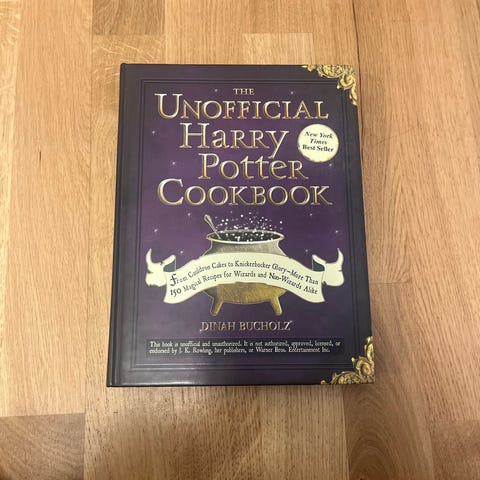 THE
UNOFFICIAL
Harry
Potter
COOKBOOK
New York
Times
Best Seller
From Cauldron Cakes to Knickerbocker Glory—More Than
150 Magical Recipes for Wizards and Non-Wizards Alike
DINAH BUCHOLZ
This book is unofficial and unauthorized. It is not authorized, approved, licensed, or
endorsed by J. K. Rowling, her publishers, or Warner Bros. Entertainment Inc.